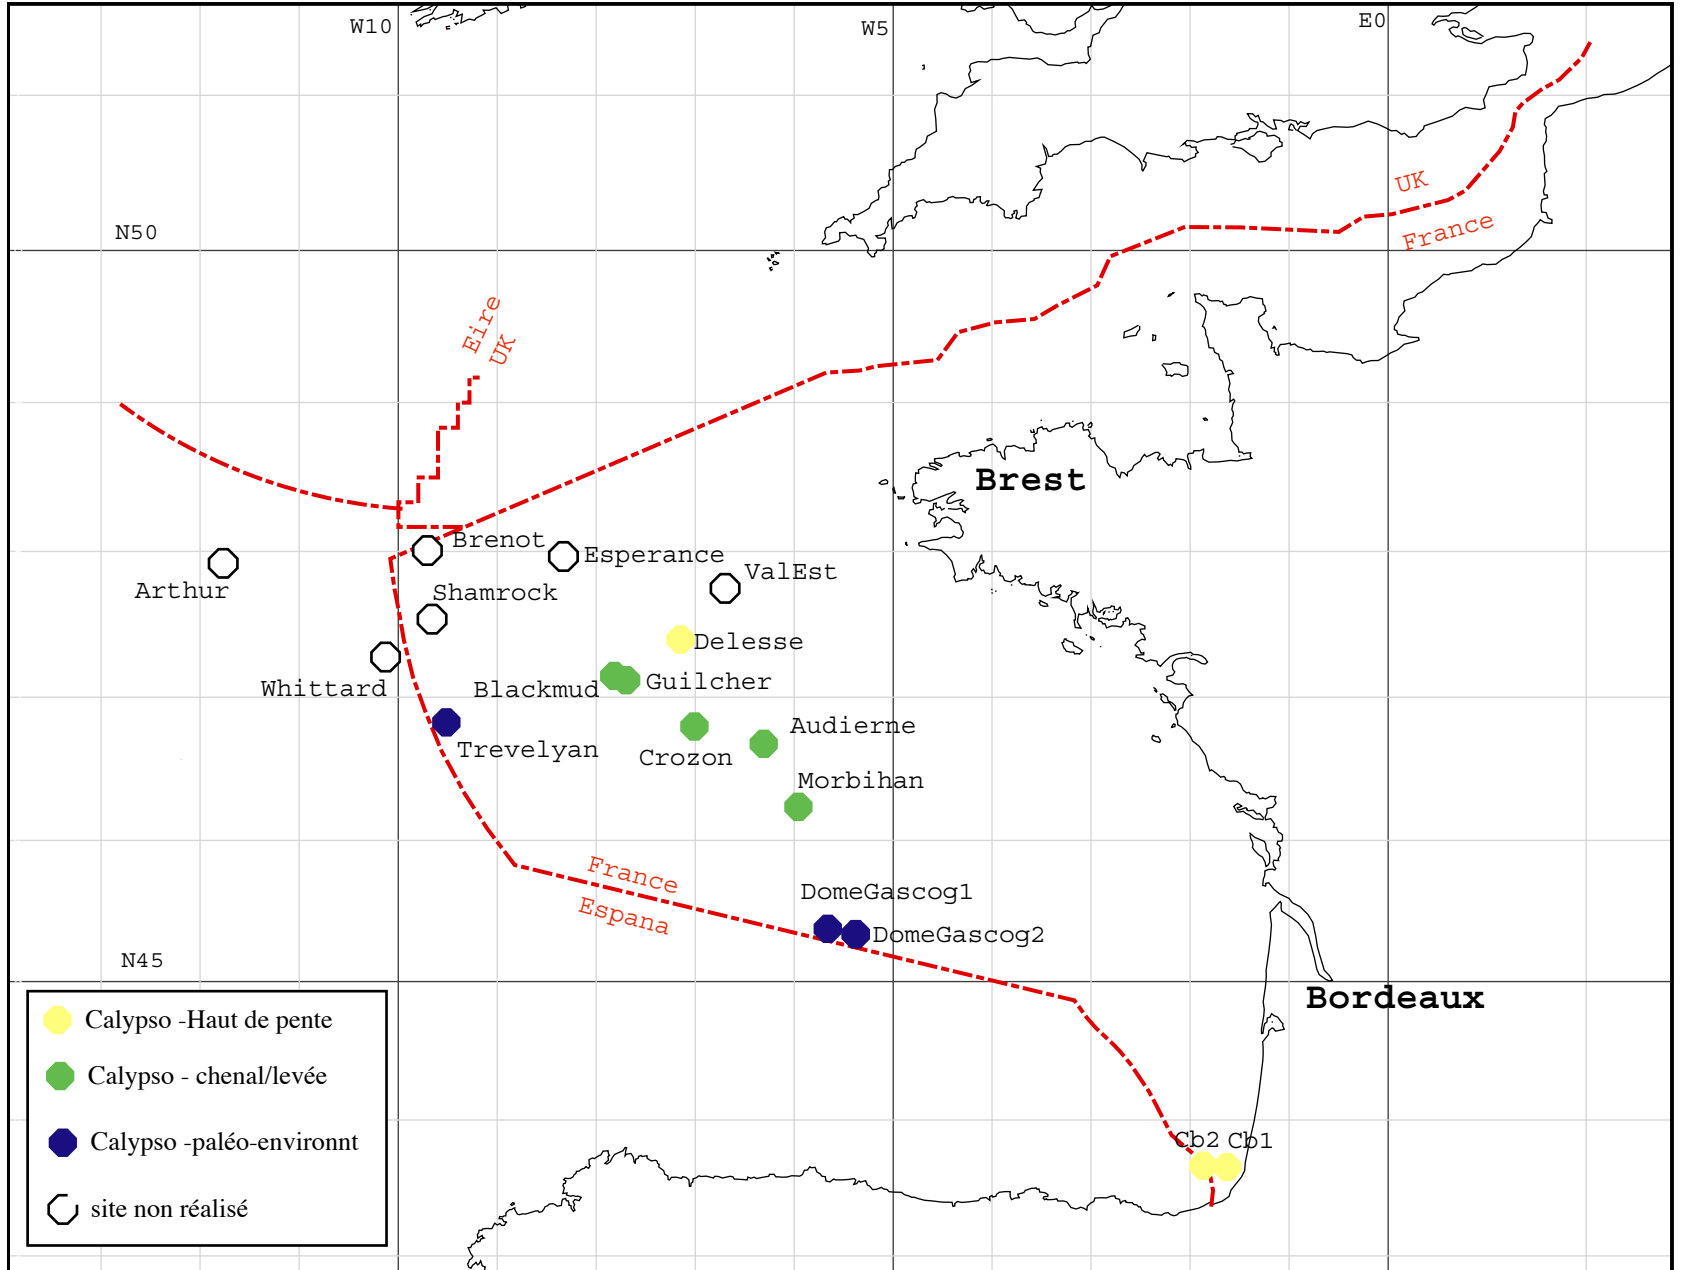 W10
W5
E0
UK
France
N50
Eire
UK
Brest
Brenot
Esperance
ValEst
Arthur
Shamrock
Delesse
Whittard
Blackmud
Guilcher
Audierne
Trevelyan
Crozon
Morbihan
France
Espana
DomeGascog1
DomeGascog2
N45
Bordeaux
Calypso -Haut de pente
Calypso - chenal/levée
Calypso -paléo-environnt
site non réalisé
Cb2
Cb1